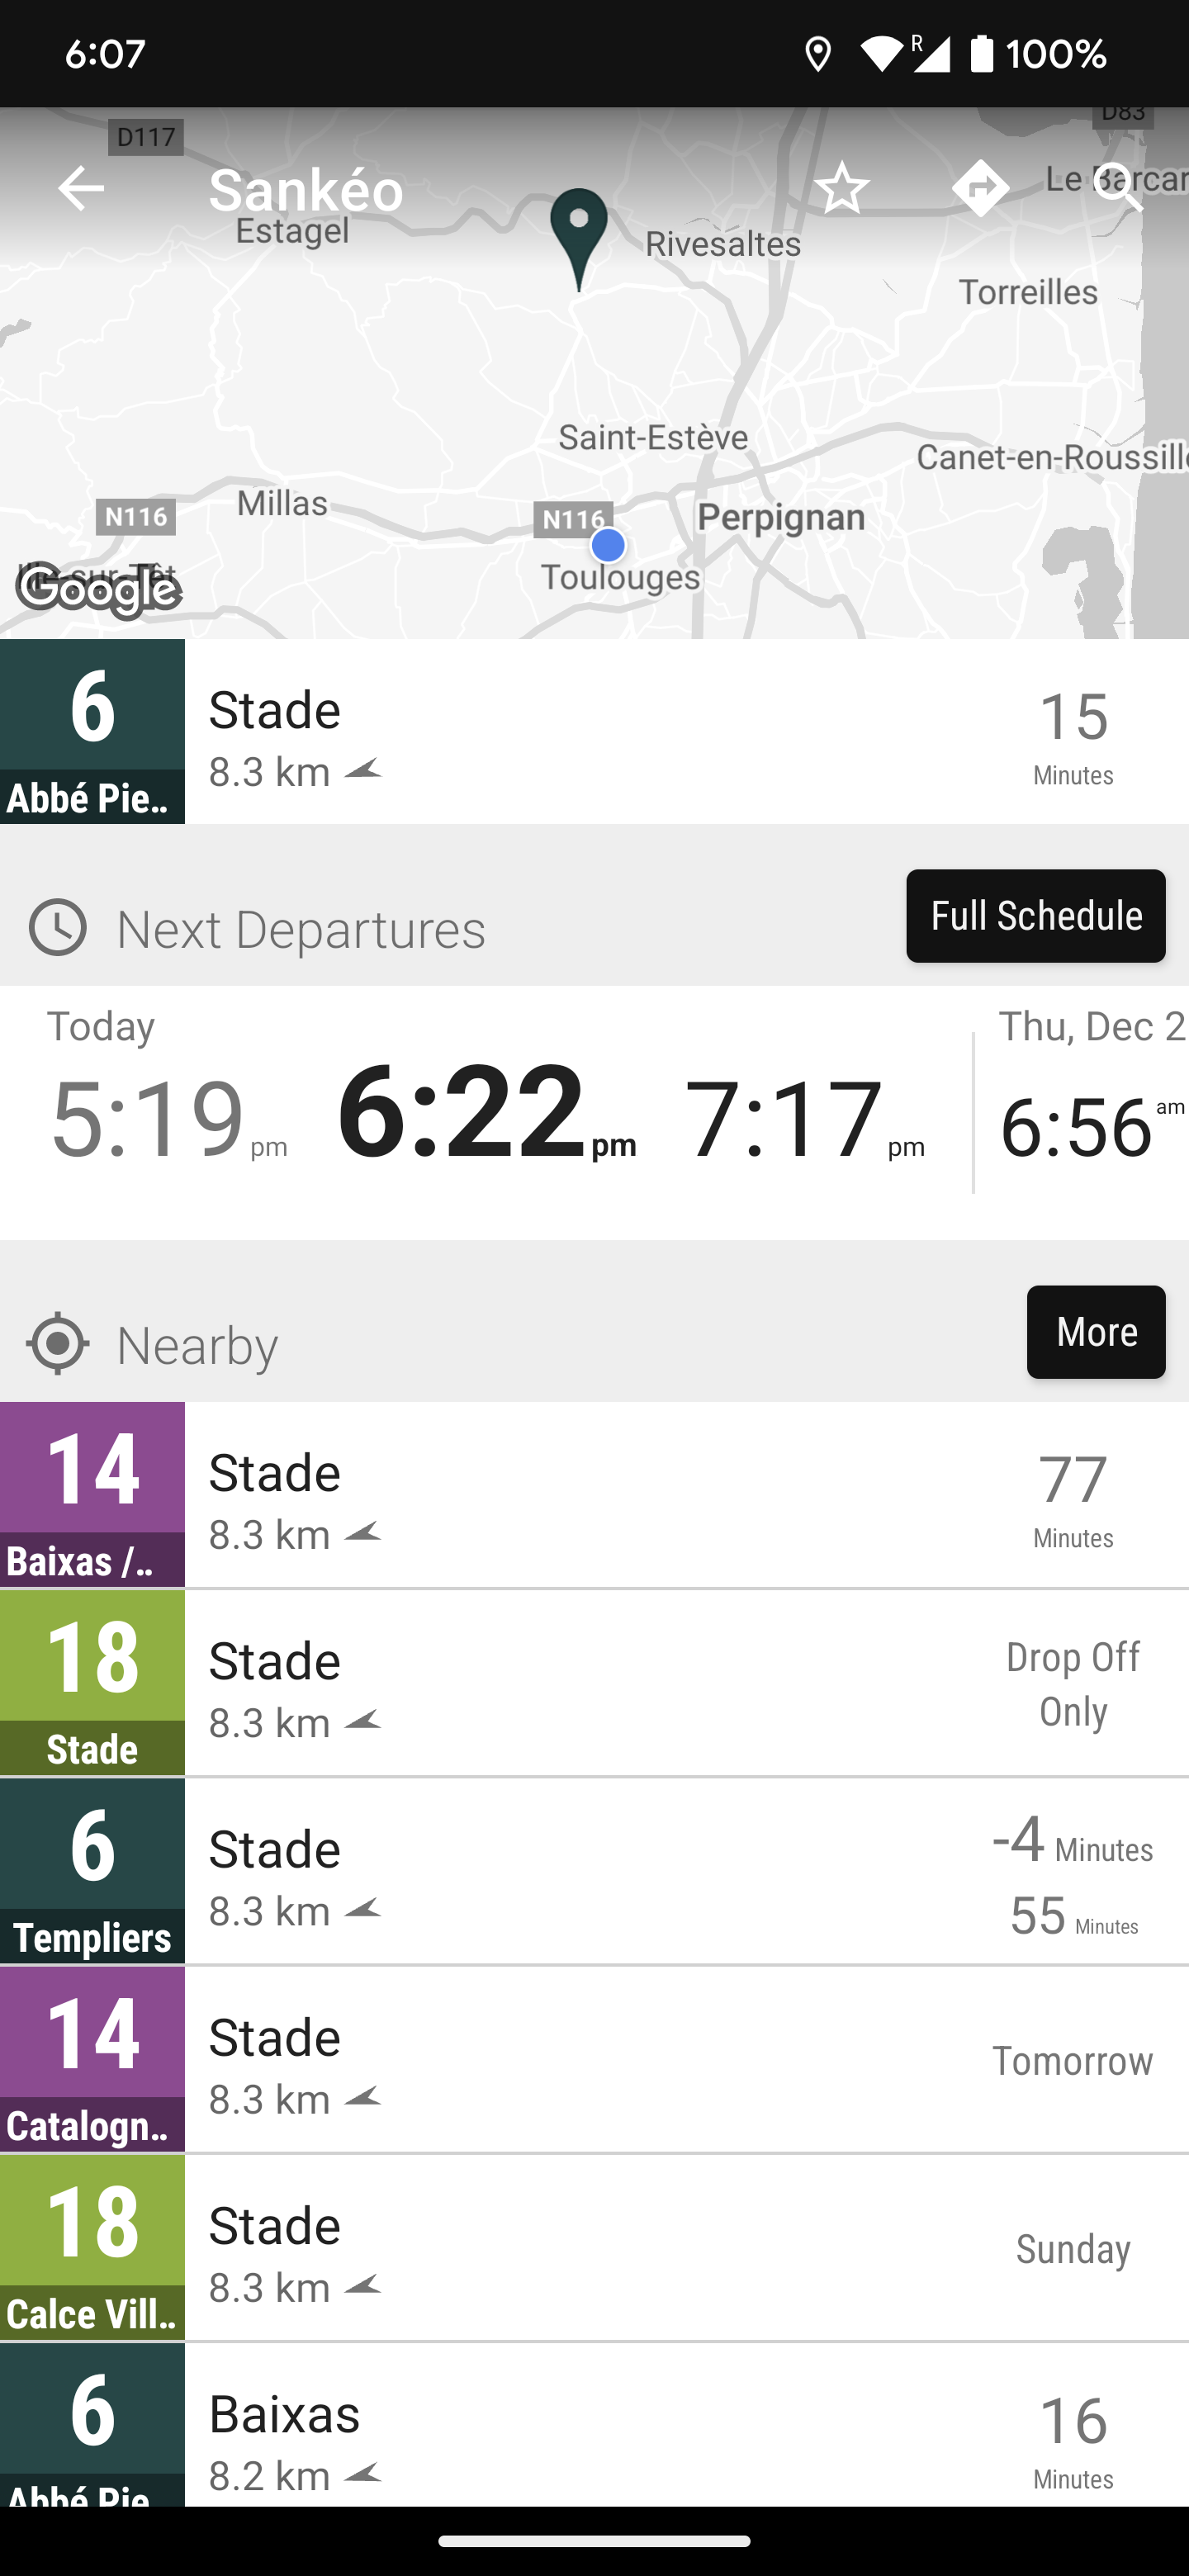 6:07
R
100%
D117
D83
Sankéo
Le Barcar
Estagel
Rivesaltes
Torreilles
Saint-Estève
Canet-en-Roussill
Millas
N116
N116
Perpignan
Toulouges
Google
6
Abbé Pie..
Stade
8.3 km
15
Minutes
Next Departures
Full Schedule
Today
5:19 pm
6:22 pm
7:17 pm
Thu, Dec 2
6:56 am
Nearby
More
14
Baixas /..
Stade
8.3 km
77
Minutes
18
Stade
Stade
8.3 km
Drop Off
Only
6
Templiers
Stade
8.3 km
-4 Minutes
55 Minutes
14
Catalogn..
Stade
8.3 km
Tomorrow
18
Calce Vill..
Stade
8.3 km
Sunday
6
Abbé Pie
Baixas
8.2 km
16
Minutes